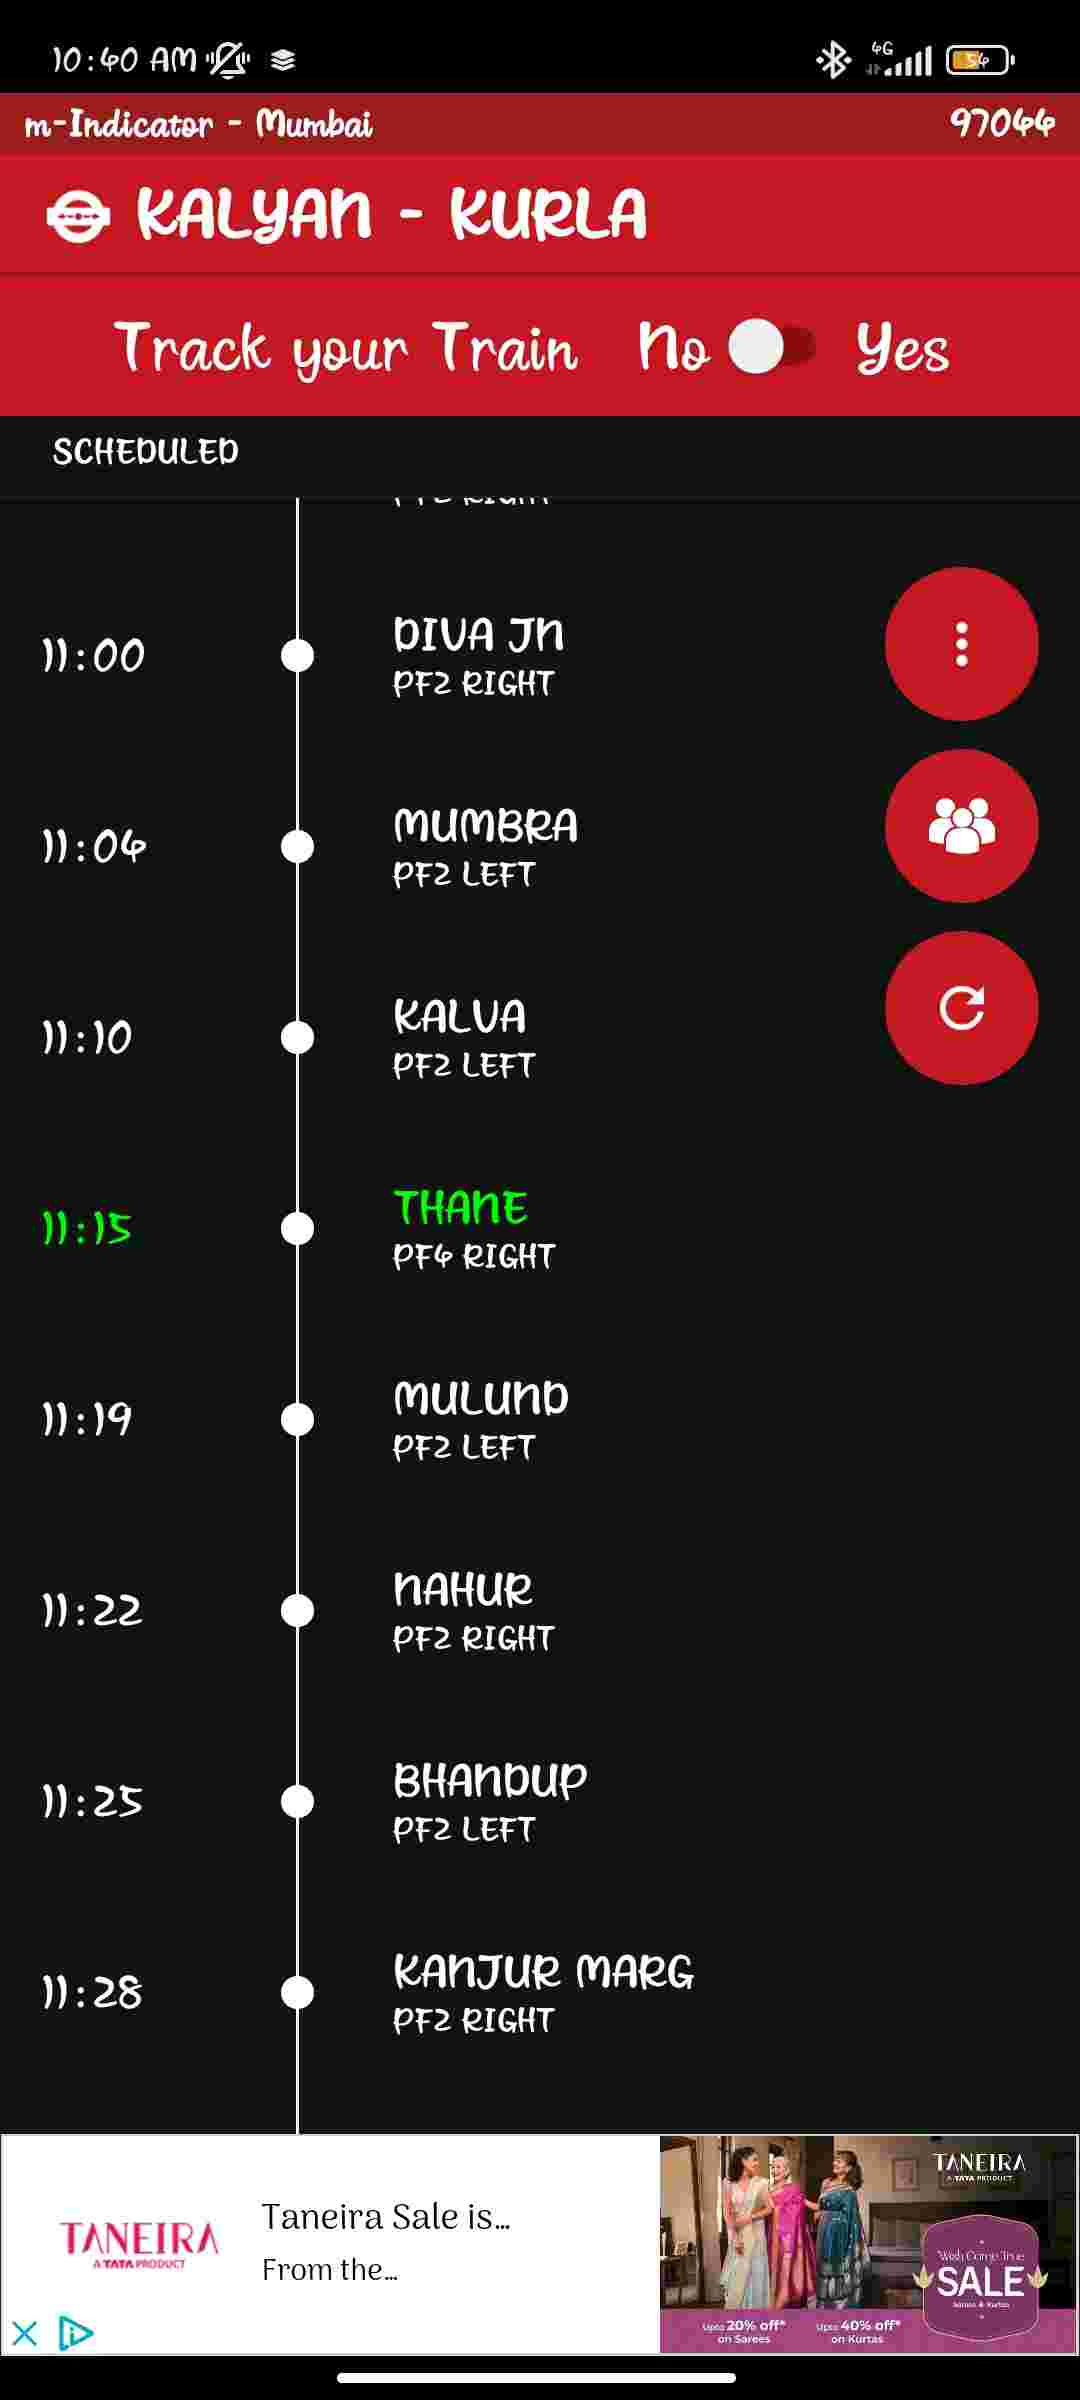 10:40 AM
4G
54
m-Indicator - Mumbai
97044
KALYAN - KURLA
Track your Train No Yes
SCHEDULED
11:00
DIVA JN
PF2 RIGHT
11:04
MUMBRA
PF2 LEFT
11:10
KALVA
PF2 LEFT
11:15
THANE
PF4 RIGHT
11:19
MULUND
PF2 LEFT
11:22
NAHUR
PF2 RIGHT
11:25
BHANDUP
PF2 LEFT
11:28
KANJUR MARG
PF2 RIGHT
TANEIRA
A TATA PRODUCT
Taneira Sale is...
From the...
TANEIRA
A TATA PRODUCT
Wish Come True
SALE
Sarees & Kurtas
Upto 20% off*
on Sarees
Upto 40% off*
on Kurtas